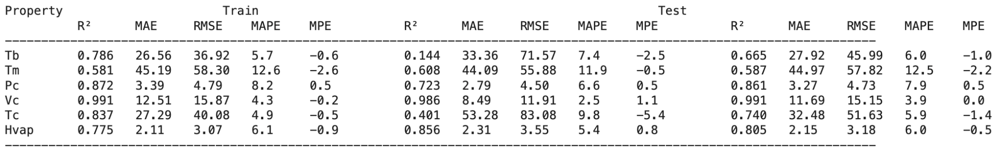 Property Train Test
R² MAE RMSE MAPE MPE R² MAE RMSE MAPE MPE R² MAE RMSE MAPE MPE
------------------------------------------------------------------------------------------------------------------------
Tb 0.786 26.56 36.92 5.7 -0.6 0.144 33.36 71.57 7.4 -2.5 0.665 27.92 45.99 6.0 -1.0
Tm 0.581 45.19 58.30 12.6 -2.6 0.608 44.09 55.88 11.9 -0.5 0.587 44.97 57.82 12.5 -2.2
Pc 0.872 3.39 4.79 8.2 0.5 0.723 2.79 4.50 6.6 0.5 0.861 3.27 4.73 7.9 0.5
Vc 0.991 12.51 15.87 4.3 -0.2 0.986 8.49 11.91 2.5 1.1 0.991 11.69 15.15 3.9 0.0
Tc 0.837 27.29 40.08 4.9 -0.5 0.401 53.28 83.08 9.8 -5.4 0.740 32.48 51.63 5.9 -1.4
Hvap 0.775 2.11 3.07 6.1 -0.9 0.856 2.31 3.55 5.4 0.8 0.805 2.15 3.18 6.0 -0.5
------------------------------------------------------------------------------------------------------------------------